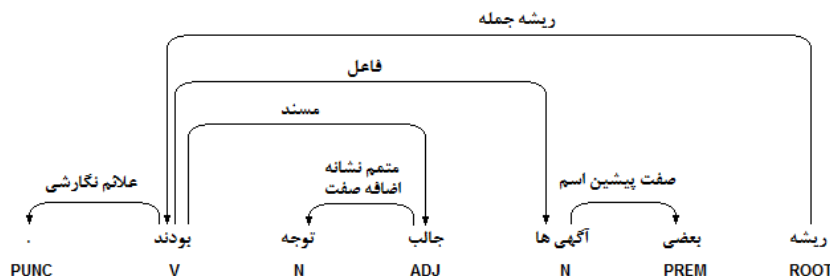 ریشه جمله
فاعل
مسند
صفت پیشین اسم
متمم نشانه
اضافه صفت
علائم نگارشی
ریشه بعضی آگهی ها جالب توجه بودند .
ROOT PREM N ADJ N V PUNC